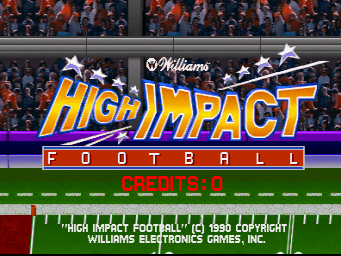 Williams
HIGH IMPACT
FOOTBALL
CREDITS: 0
"HIGH IMPACT FOOTBALL" (C) 1990 COPYRIGHT
WILLIAMS ELECTRONICS GAMES, INC.